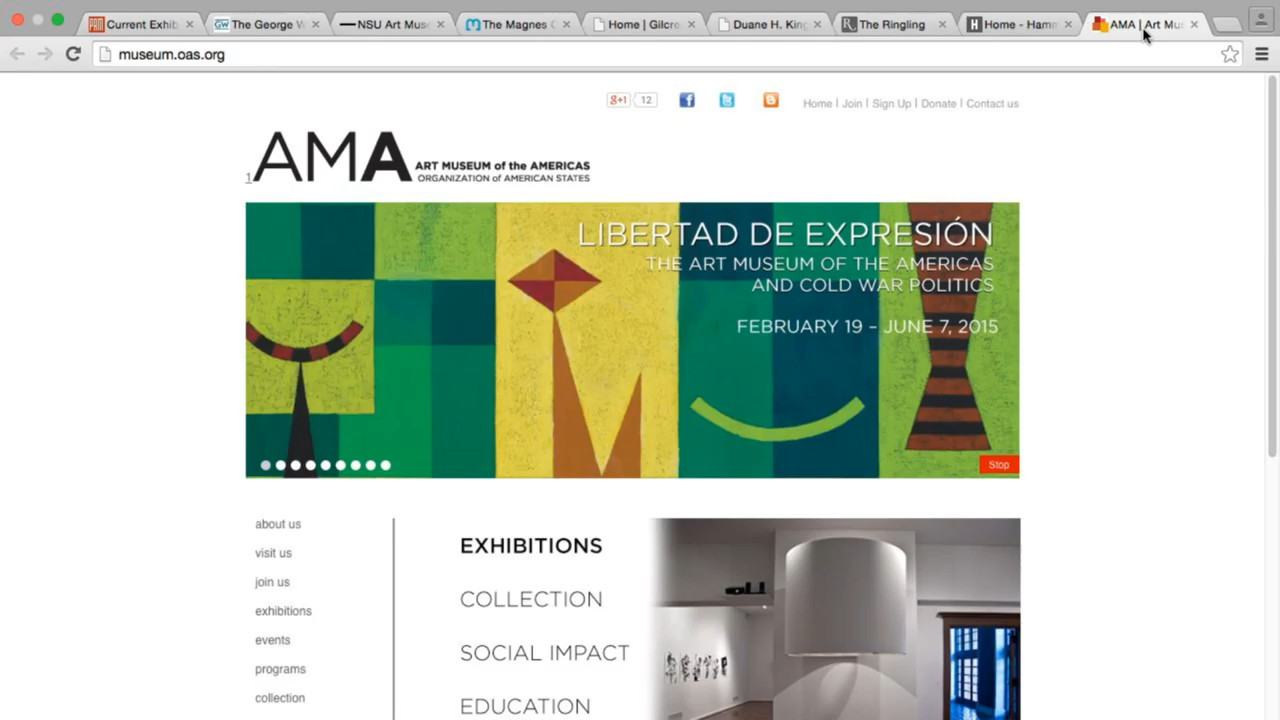 Current Exhib
The George W
NSU Art Muse
The Magnes C
Home | Gilcre
Duane H. King
The Ringling
Home - Hamm
AMA | Art Mus
museum.oas.org
g+1 12
Home | Join | Sign Up | Donate | Contact us
1
AMA ART MUSEUM of the AMERICAS
ORGANIZATION of AMERICAN STATES
LIBERTAD DE EXPRESIÓN
THE ART MUSEUM OF THE AMERICAS
AND COLD WAR POLITICS
FEBRUARY 19 – JUNE 7, 2015
Stop
about us
visit us
join us
exhibitions
events
programs
collection
EXHIBITIONS
COLLECTION
SOCIAL IMPACT
EDUCATION